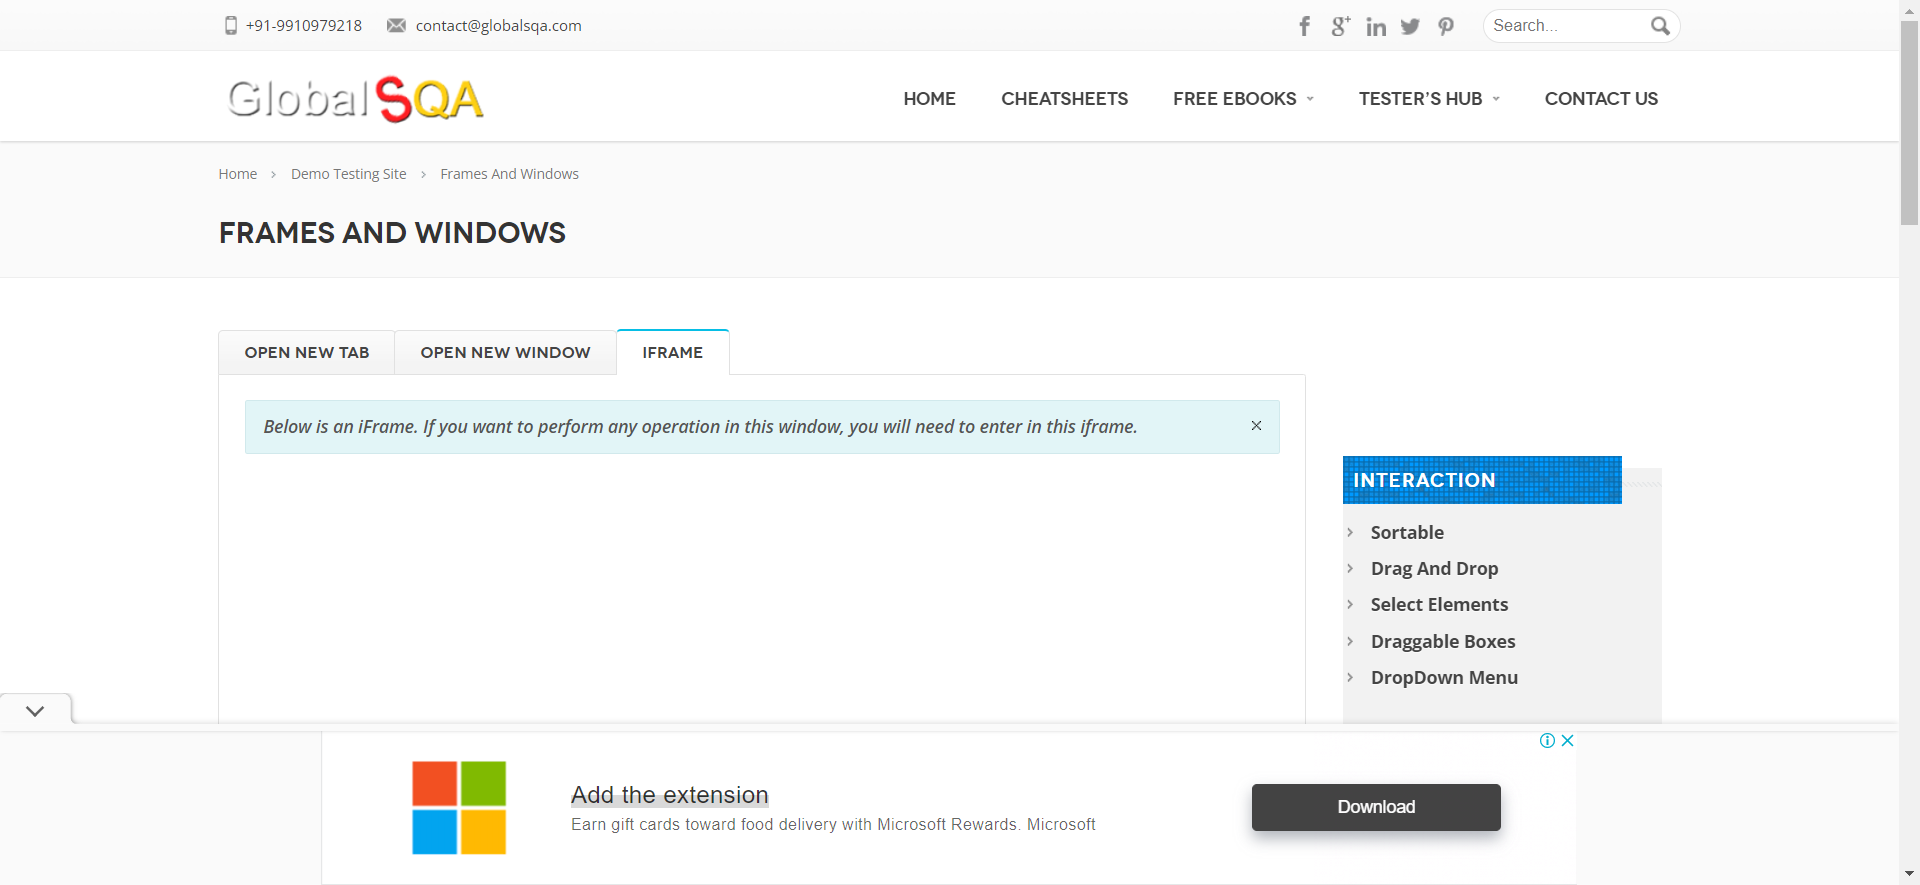 +91-9910979218 contact@globalsqa.com Search...
GlobalSQA HOME CHEATSHEETS FREE EBOOKS TESTER'S HUB CONTACT US
Home > Demo Testing Site > Frames And Windows
FRAMES AND WINDOWS
OPEN NEW TAB OPEN NEW WINDOW IFRAME
Below is an iFrame. If you want to perform any operation in this window, you will need to enter in this iframe.
INTERACTION
Sortable
Drag And Drop
Select Elements
Draggable Boxes
DropDown Menu
Add the extension
Earn gift cards toward food delivery with Microsoft Rewards. Microsoft
Download